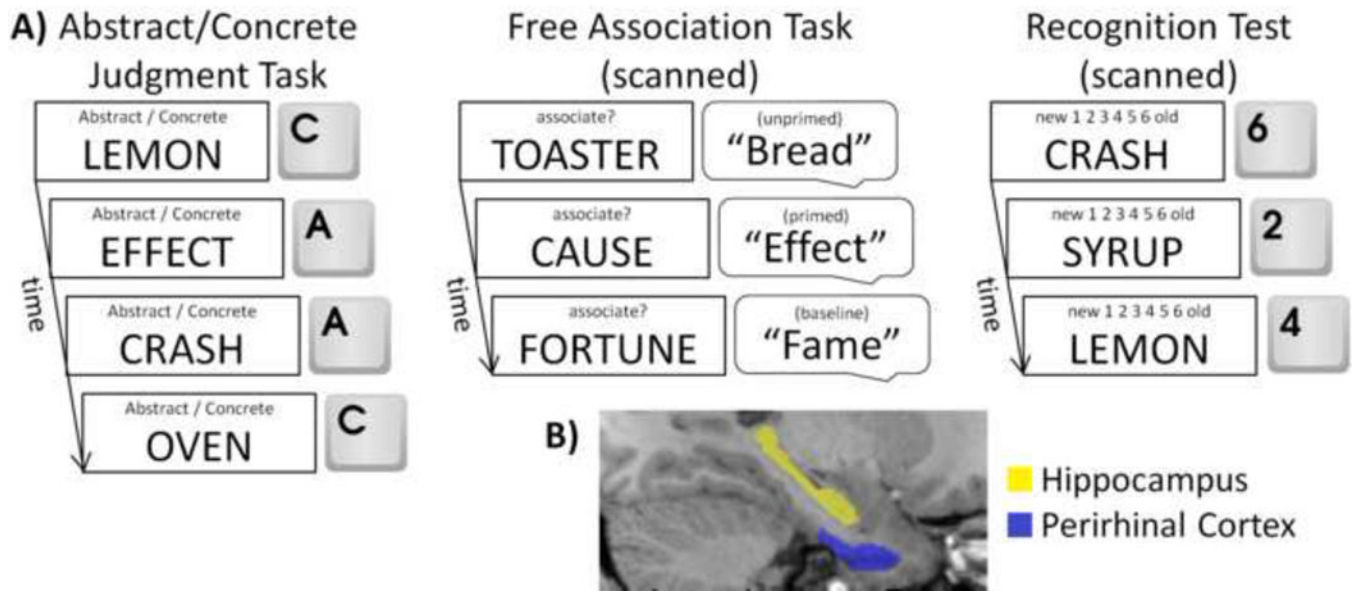 A) Abstract/Concrete
Judgment Task
Abstract / Concrete
LEMON
C
Abstract / Concrete
EFFECT
A
Abstract / Concrete
CRASH
A
Abstract / Concrete
OVEN
C
time
Free Association Task
(scanned)
associate?
TOASTER
(unprimed)
“Bread”
associate?
CAUSE
(primed)
“Effect”
associate?
FORTUNE
(baseline)
“Fame”
time
Recognition Test
(scanned)
new 1 2 3 4 5 6 old
CRASH
6
new 1 2 3 4 5 6 old
SYRUP
2
new 1 2 3 4 5 6 old
LEMON
4
time
B)
Hippocampus
Perirhinal Cortex